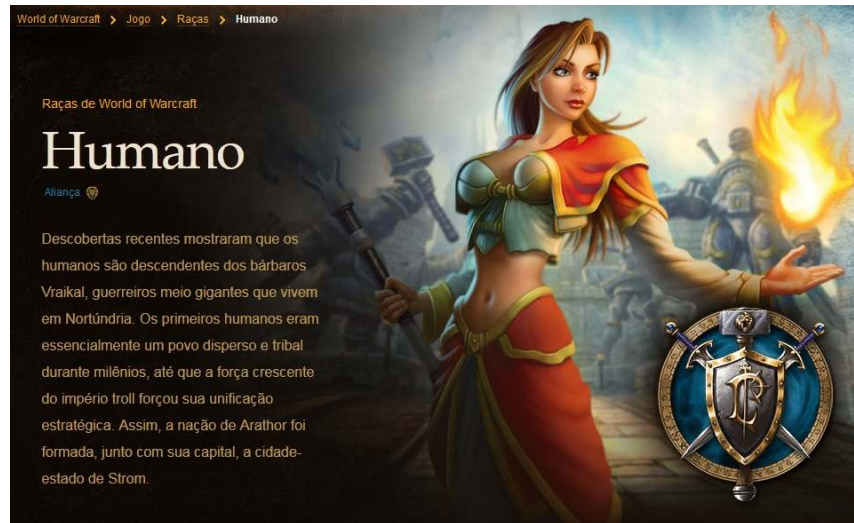 World of Warcraft > Jogo > Raças > Humano
Raças de World of Warcraft
Humano
Aliança
Descobertas recentes mostraram que os
humanos são descendentes dos bárbaros
Vraikal, guerreiros meio gigantes que vivem
em Nortúndria. Os primeiros humanos eram
essencialmente um povo disperso e tribal
durante milênios, até que a força crescente
do império troll forçou sua unificação
estratégica. Assim, a nação de Arathor foi
formada, junto com sua capital, a cidade-
estado de Strom.